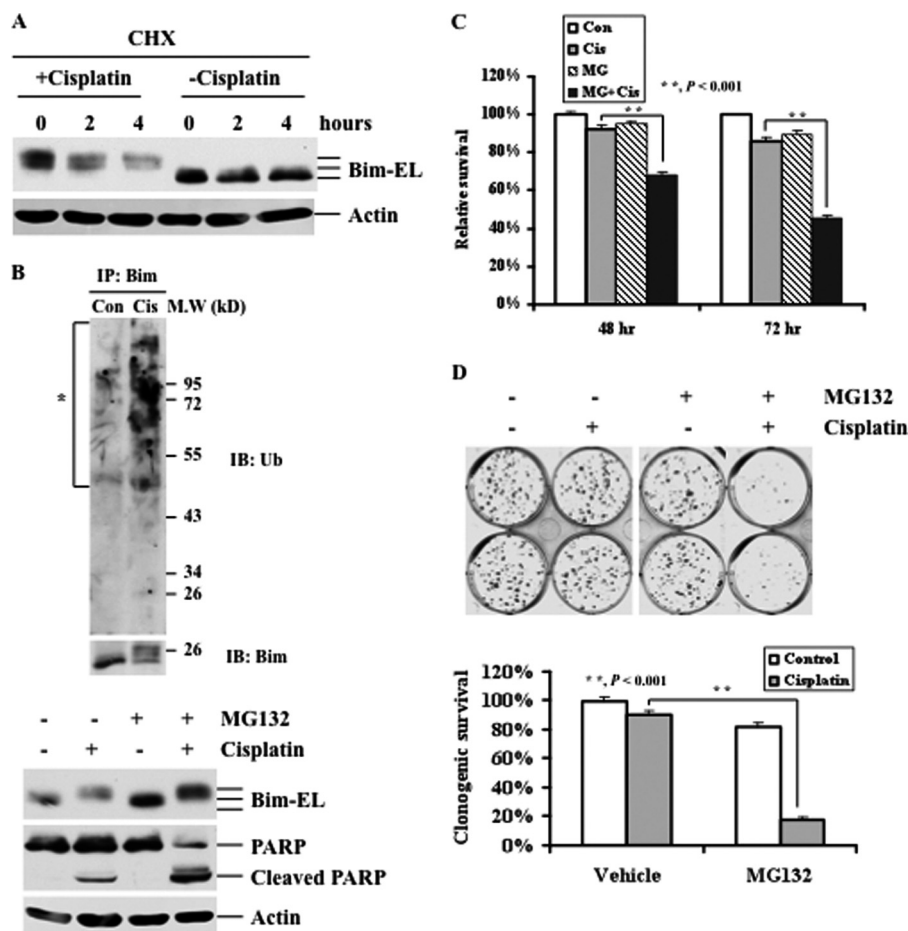 A
CHX
+Cisplatin -Cisplatin
0 2 4 0 2 4 hours
Bim-EL
Actin
B
IP: Bim
Con Cis M.W (kD)
*
95
72
55
IB: Ub
43
34
26
26
IB: Bim
- - + + MG132
- + - + Cisplatin
Bim-EL
PARP
Cleaved PARP
Actin
C
Con
Cis
MG
MG+Cis
**, P < 0.001
** **
120%
100%
80%
60%
40%
20%
0%
Relative survival
48 hr 72 hr
D
- - + + MG132
- + - + Cisplatin
Control
Cisplatin
**, P < 0.001
**
120%
100%
80%
60%
40%
20%
0%
Clonogenic survival
Vehicle MG132